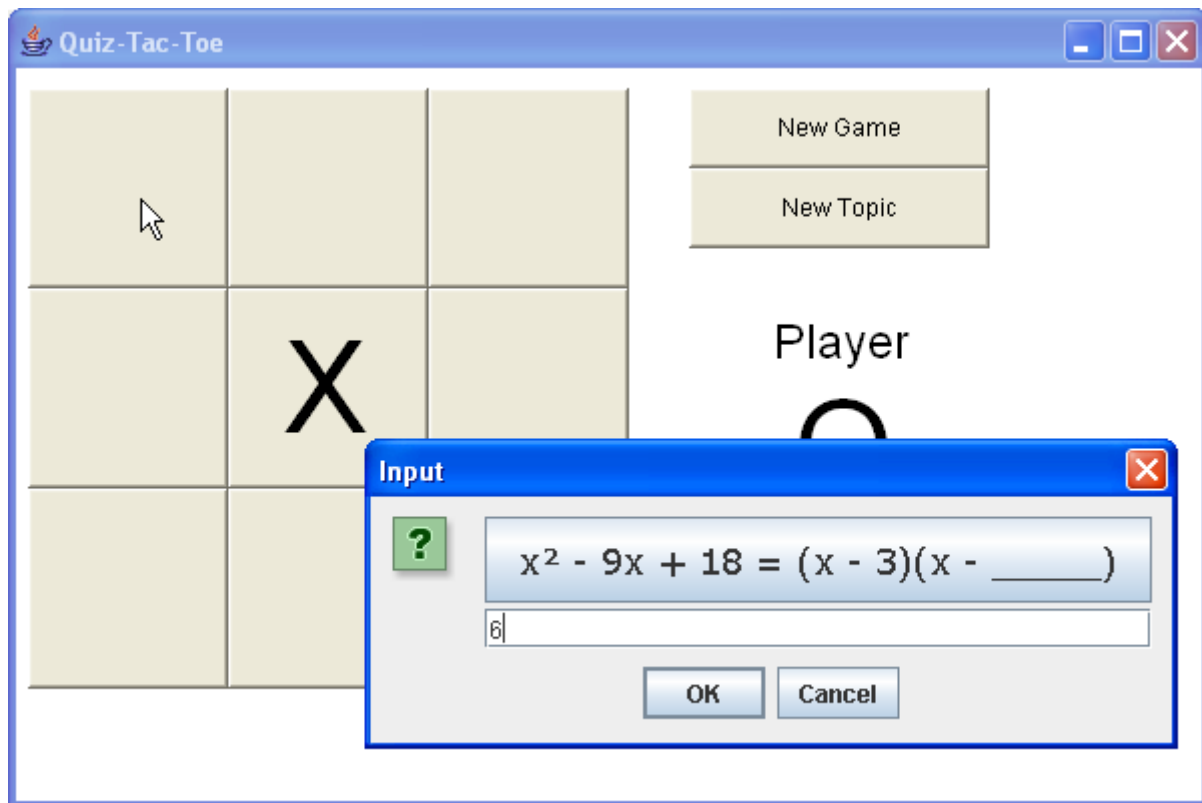 Quiz-Tac-Toe
New Game
New Topic
X
Player
Input
?
x² - 9x + 18 = (x - 3)(x - _____)
6
OK
Cancel